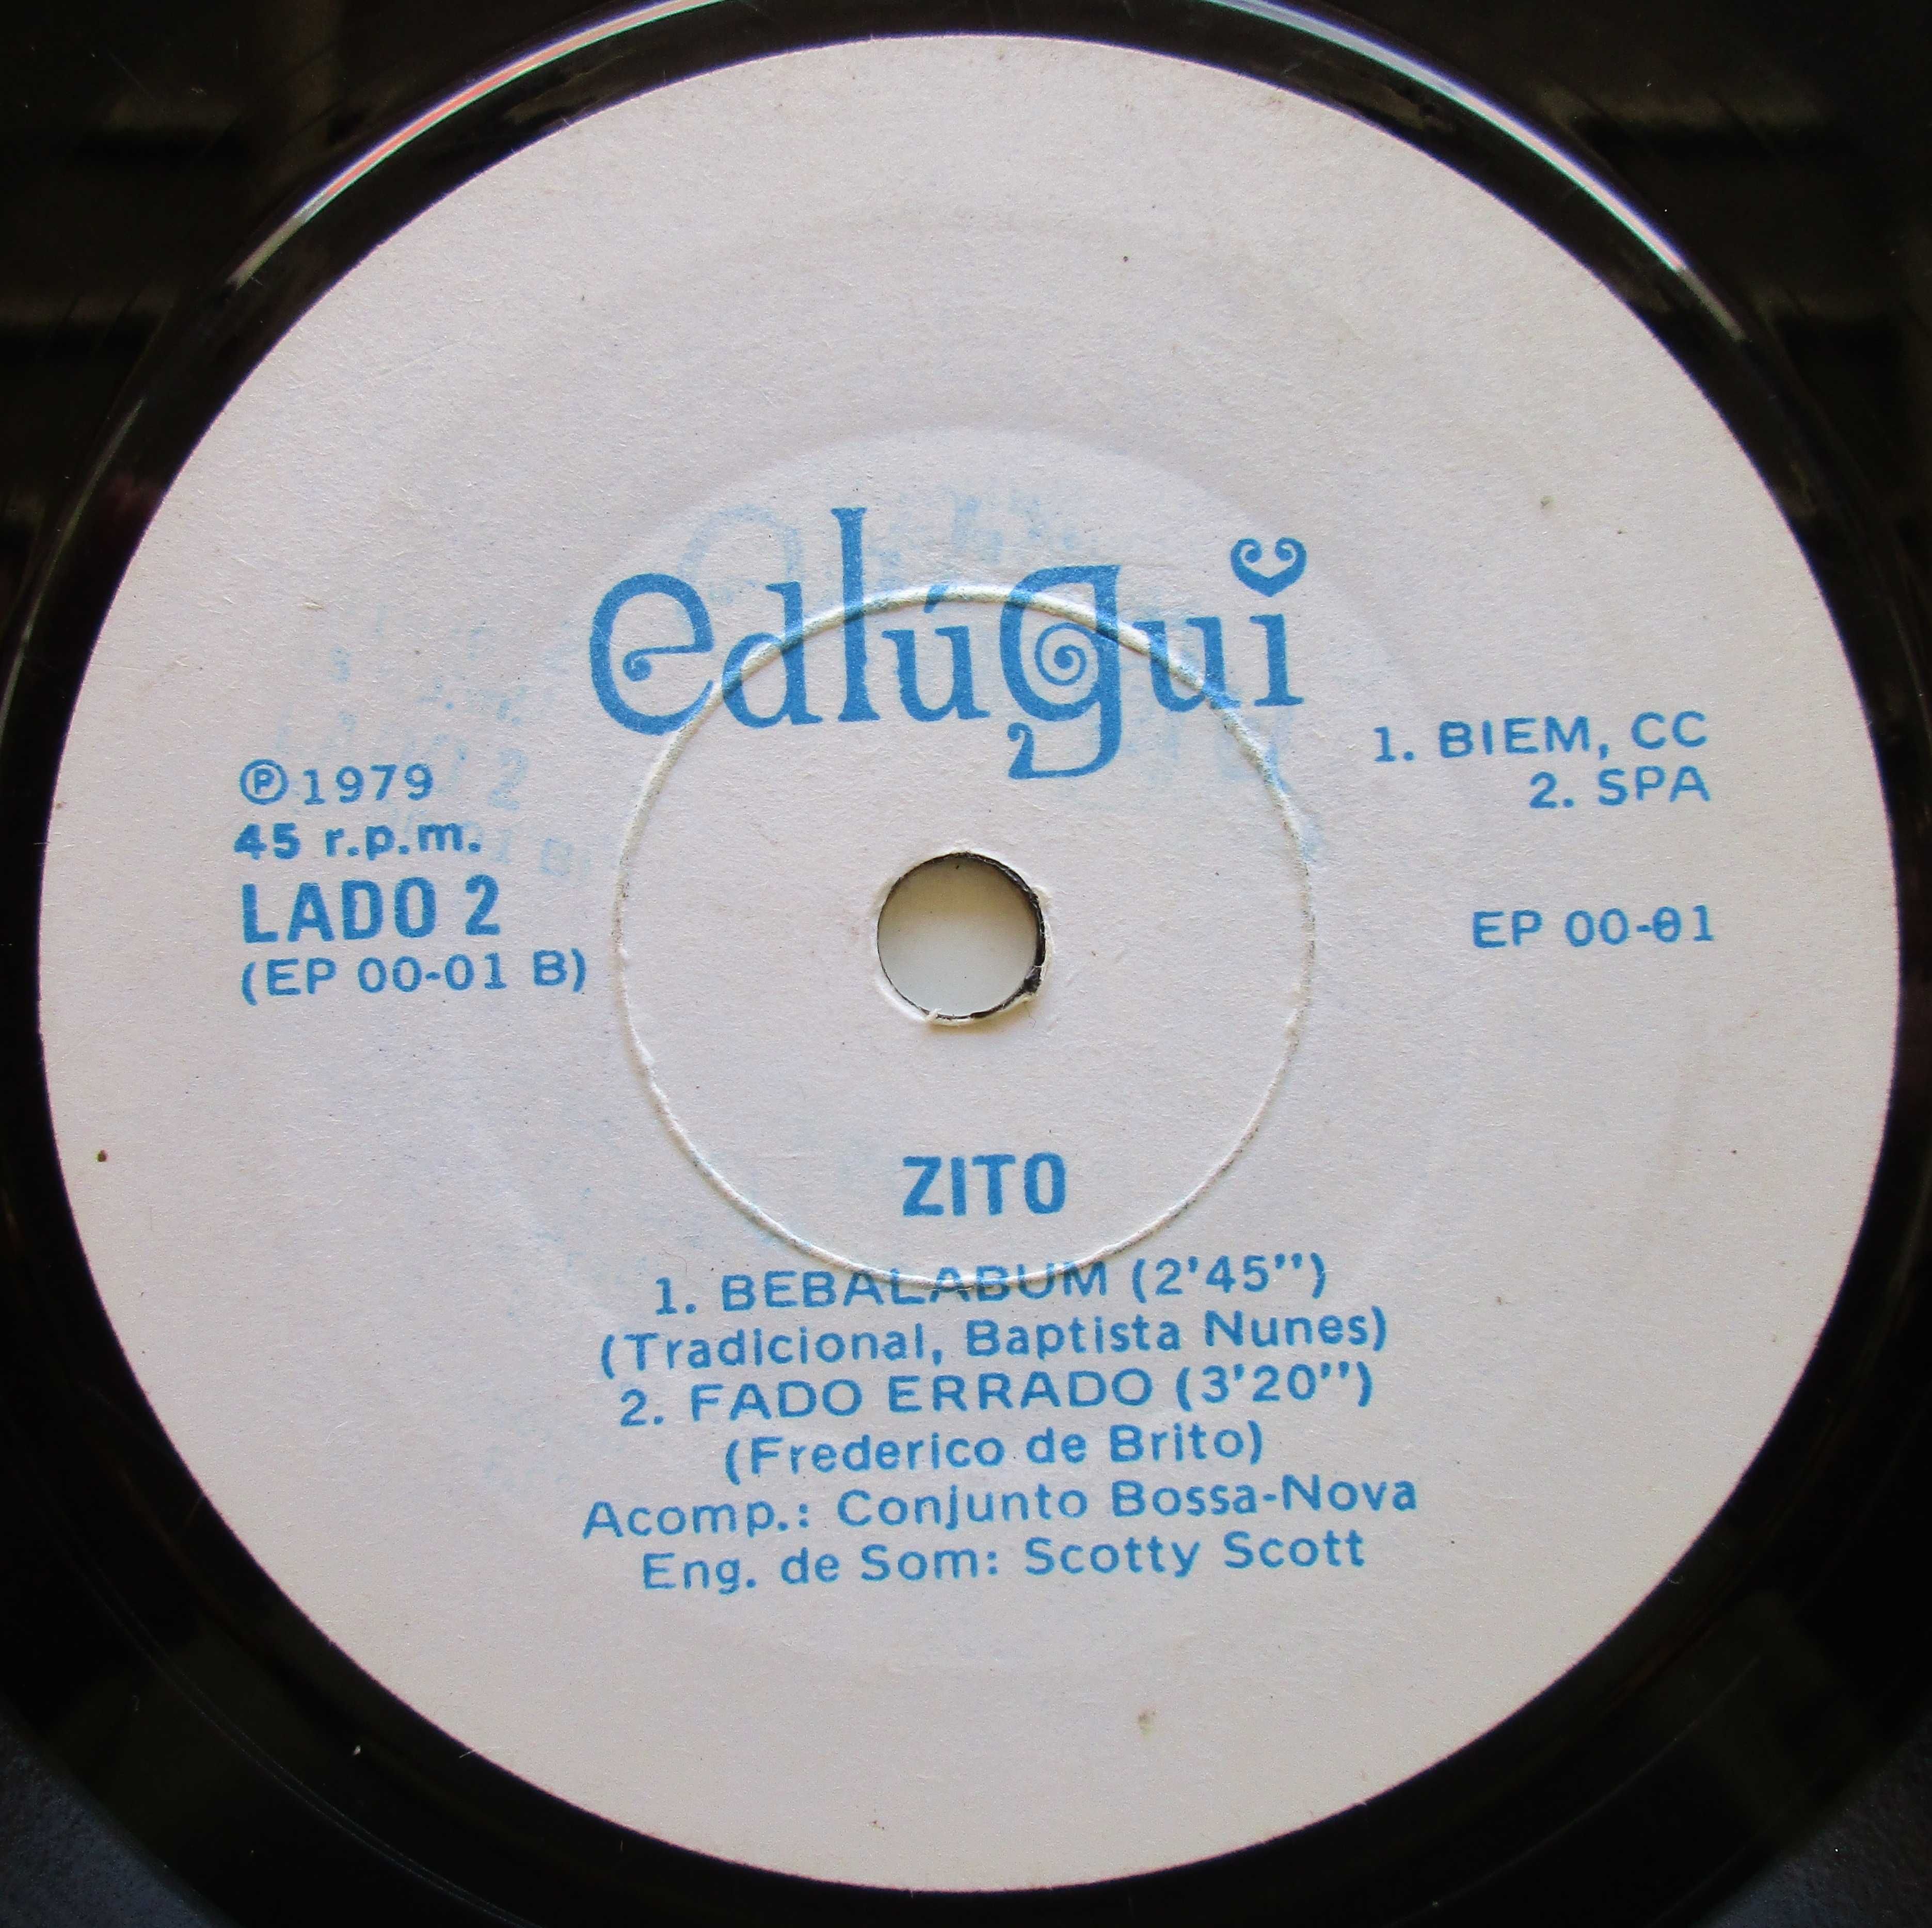 edlúgui
℗ 1979
45 r.p.m.
LADO 2
(EP 00-01 B)
1. BIEM, CC
2. SPA
EP 00-01
ZITO
1. BEBALABUM (2'45")
(Tradicional, Baptista Nunes)
2. FADO ERRADO (3'20")
(Frederico de Brito)
Acomp.: Conjunto Bossa-Nova
Eng. de Som: Scotty Scott